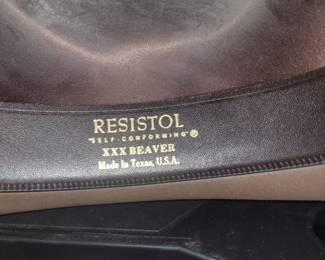 RESISTOL
"SELF-CONFORMING"®
XXX BEAVER
Made in Texas, U.S.A.